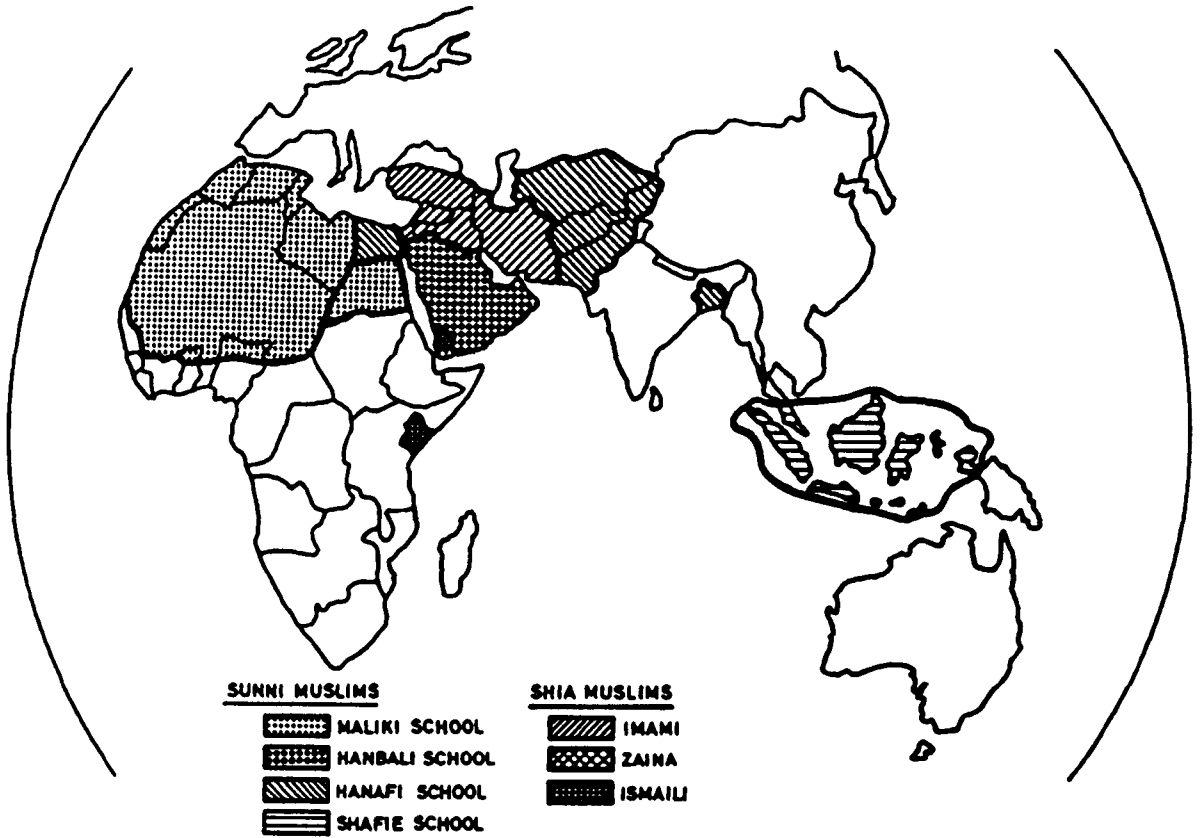 SUNNI MUSLIMS
MALIKI SCHOOL
HANBALI SCHOOL
HANAFI SCHOOL
SHAFIE SCHOOL
SHIA MUSLIMS
IMAMI
ZAINA
ISMAILI